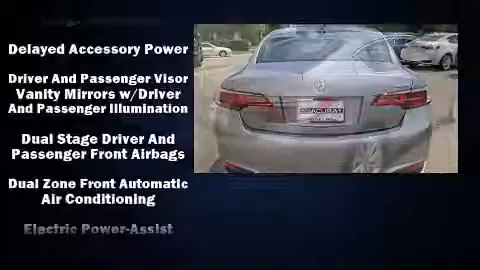 Delayed Accessory Power
Driver And Passenger Visor
Vanity Mirrors w/Driver
And Passenger Illumination
Dual Stage Driver And
Passenger Front Airbags
Dual Zone Front Automatic
Air Conditioning
Electric Power-Assist